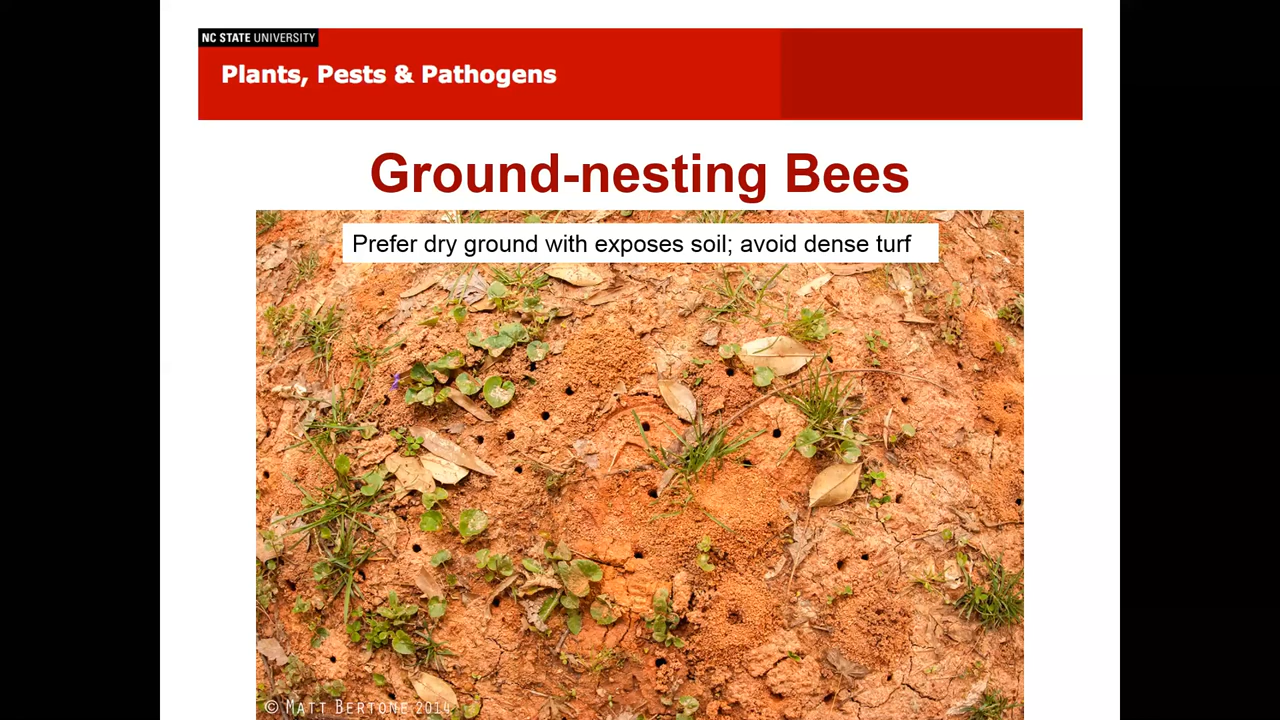 NC STATE UNIVERSITY
Plants, Pests & Pathogens
Ground-nesting Bees
Prefer dry ground with exposes soil; avoid dense turf
© MATT BERTONE 2014